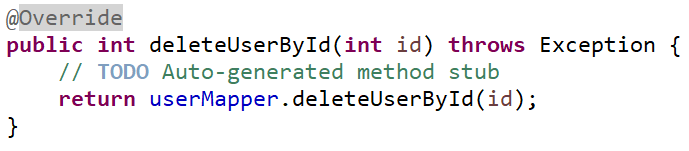 @Override
public int deleteUserById(int id) throws Exception {
    // TODO Auto-generated method stub
    return userMapper.deleteUserById(id);
}